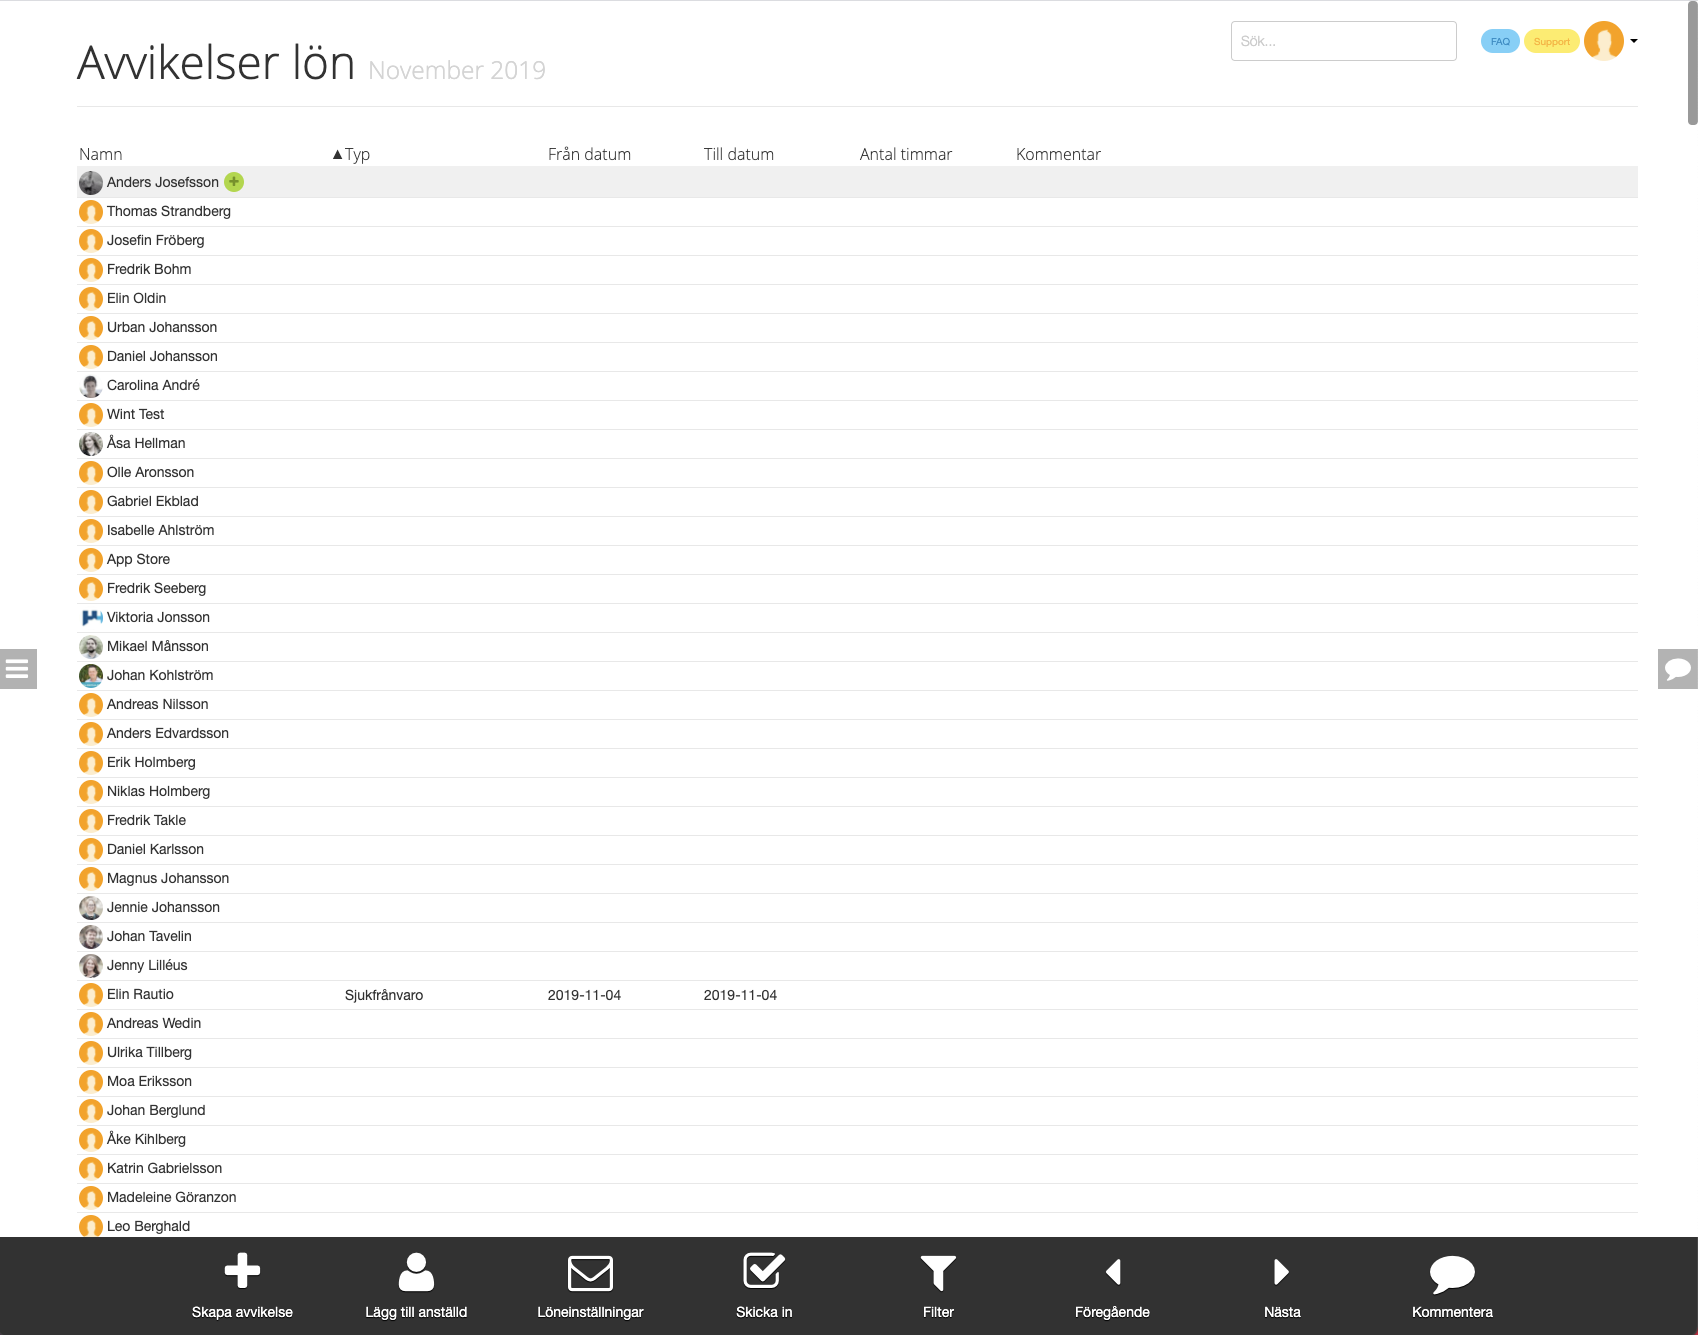 Avvikelser lön November 2019
Sök...
FAQ
Support
Namn ▲Typ Från datum Till datum Antal timmar Kommentar
Anders Josefsson
Thomas Strandberg
Josefin Fröberg
Fredrik Bohm
Elin Oldin
Urban Johansson
Daniel Johansson
Carolina André
Wint Test
Åsa Hellman
Olle Aronsson
Gabriel Ekblad
Isabelle Ahlström
App Store
Fredrik Seeberg
Viktoria Jonsson
Mikael Månsson
Johan Kohlström
Andreas Nilsson
Anders Edvardsson
Erik Holmberg
Niklas Holmberg
Fredrik Takle
Daniel Karlsson
Magnus Johansson
Jennie Johansson
Johan Tavelin
Jenny Lilléus
Elin Rautio Sjukfrånvaro 2019-11-04 2019-11-04
Andreas Wedin
Ulrika Tillberg
Moa Eriksson
Johan Berglund
Åke Kihlberg
Katrin Gabrielsson
Madeleine Göranzon
Leo Berghald
Skapa avvikelse Lägg till anställd Löneinställningar Skicka in Filter Föregående Nästa Kommentera